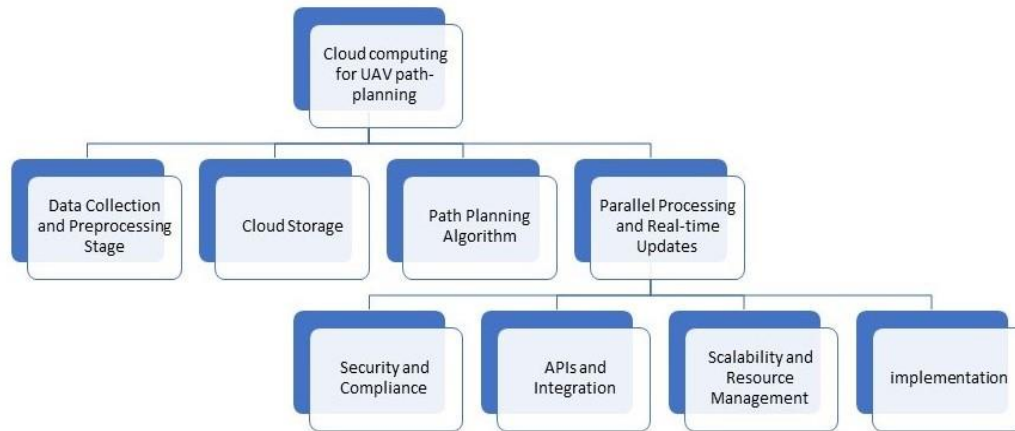 Cloud computing
for UAV path-
planning
Data Collection
and Preprocessing
Stage
Cloud Storage
Path Planning
Algorithm
Parallel Processing
and Real-time
Updates
Security and
Compliance
APIs and
Integration
Scalability and
Resource
Management
implementation